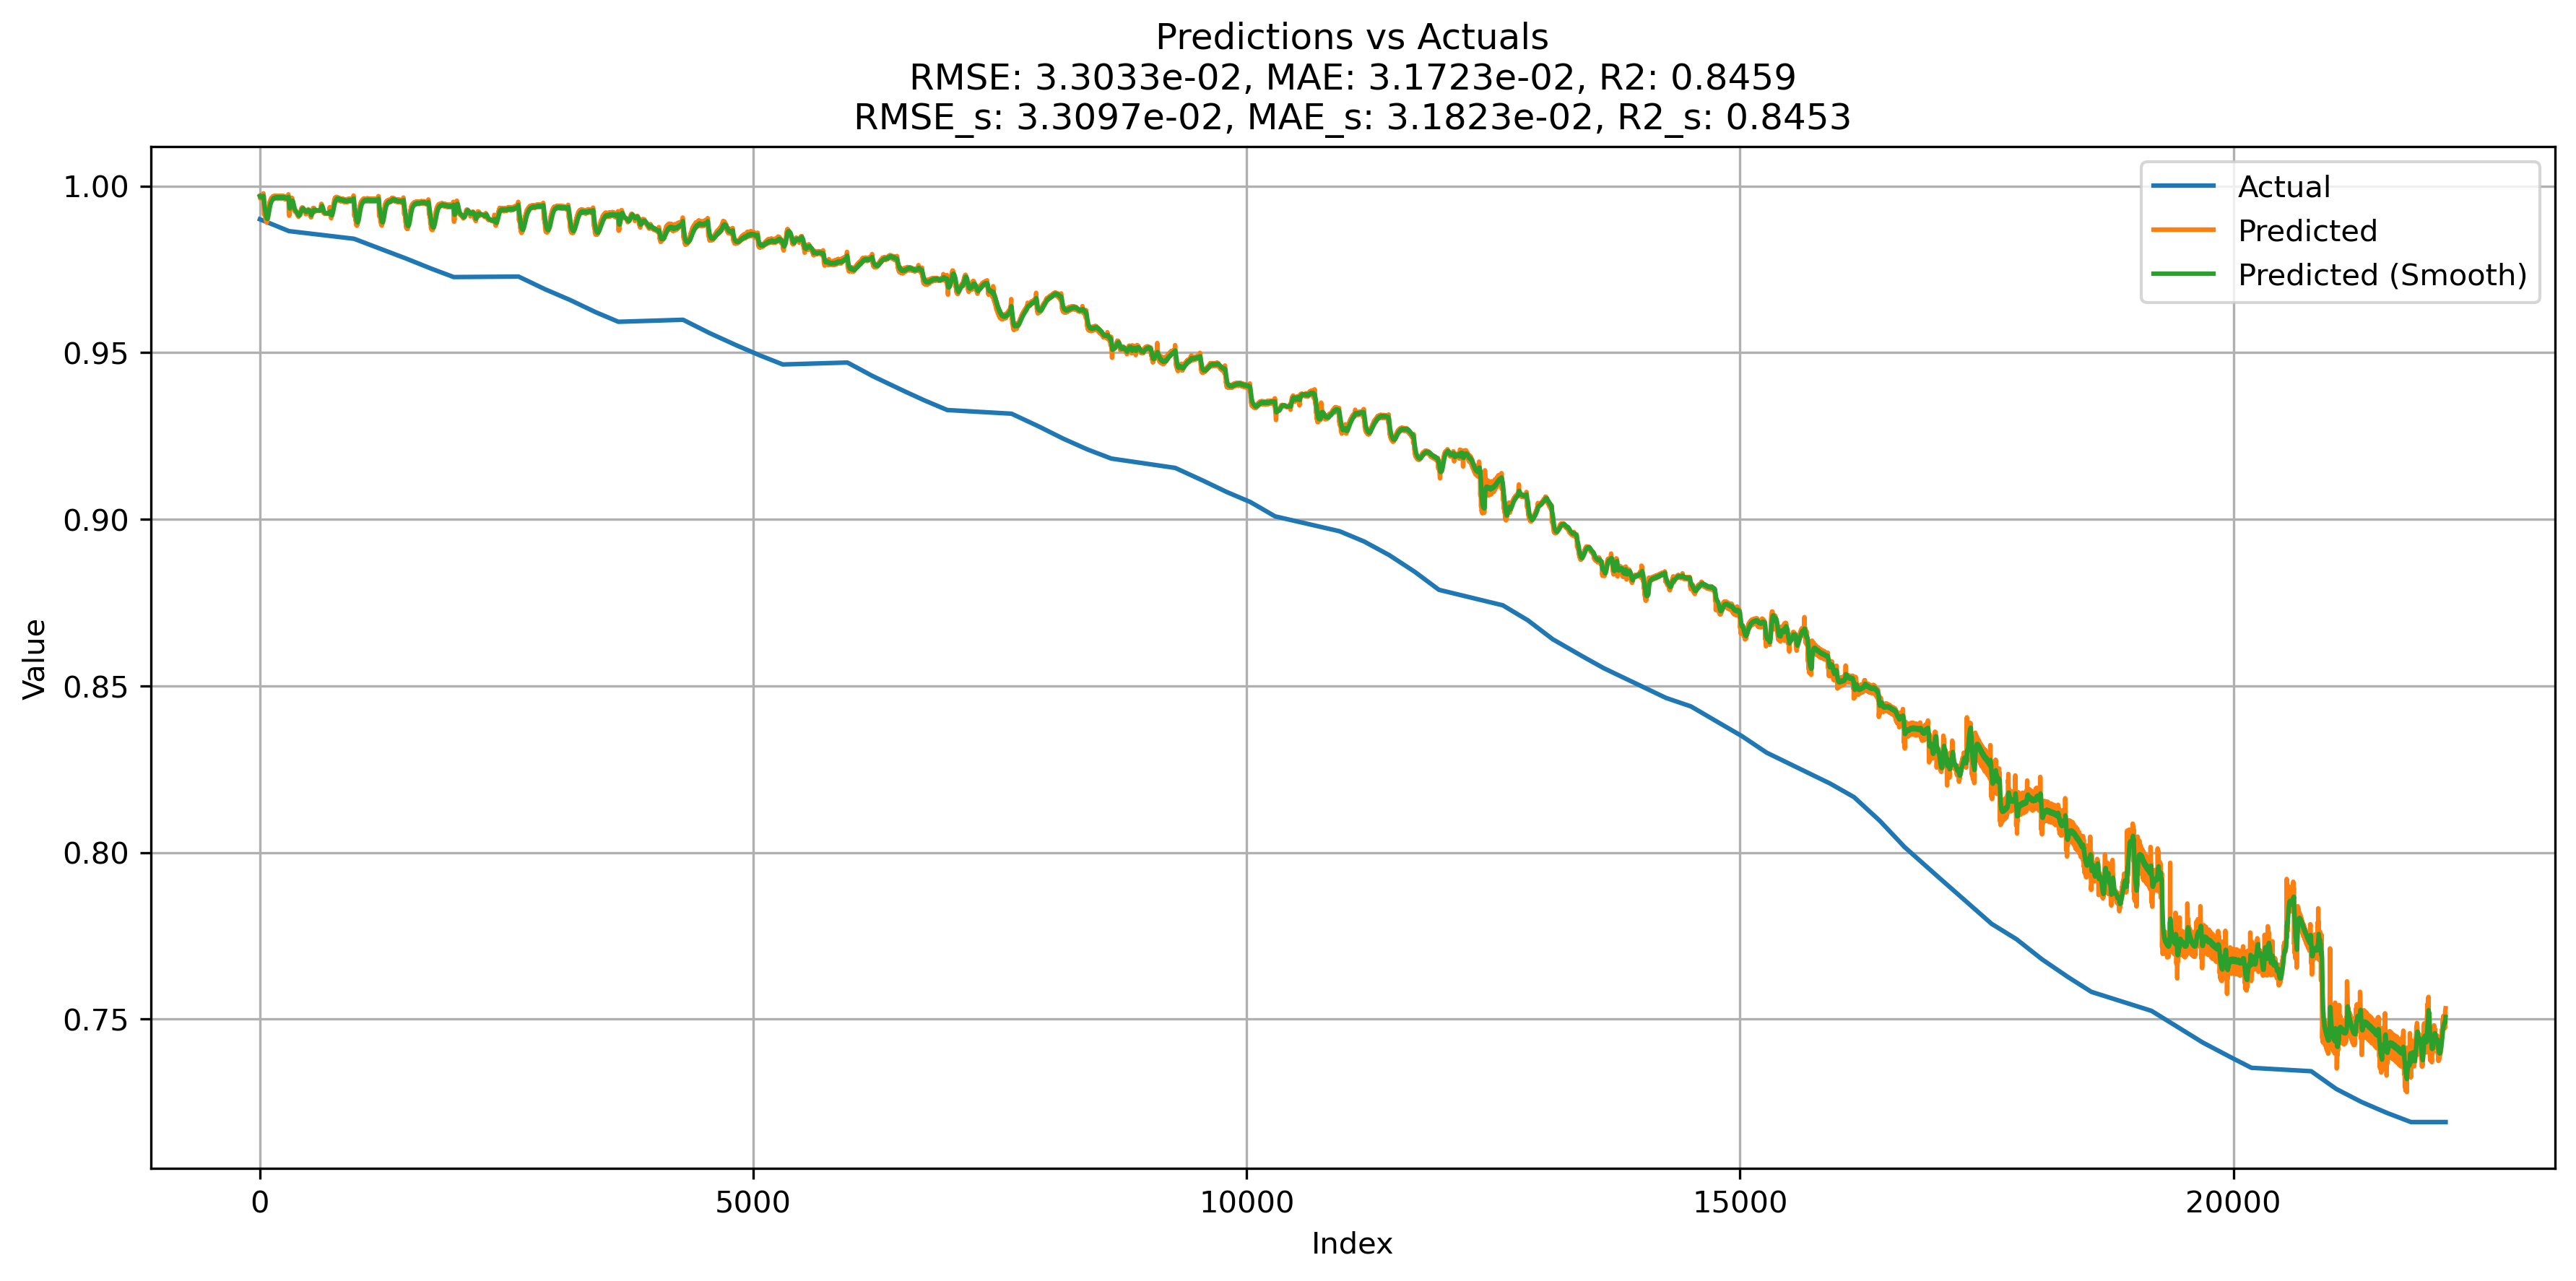 Predictions vs Actuals
RMSE: 3.3033e-02, MAE: 3.1723e-02, R2: 0.8459
RMSE_s: 3.3097e-02, MAE_s: 3.1823e-02, R2_s: 0.8453
Actual
Predicted
Predicted (Smooth)
1.00
0.95
0.90
0.85
0.80
0.75
Value
0
5000
10000
15000
20000
Index